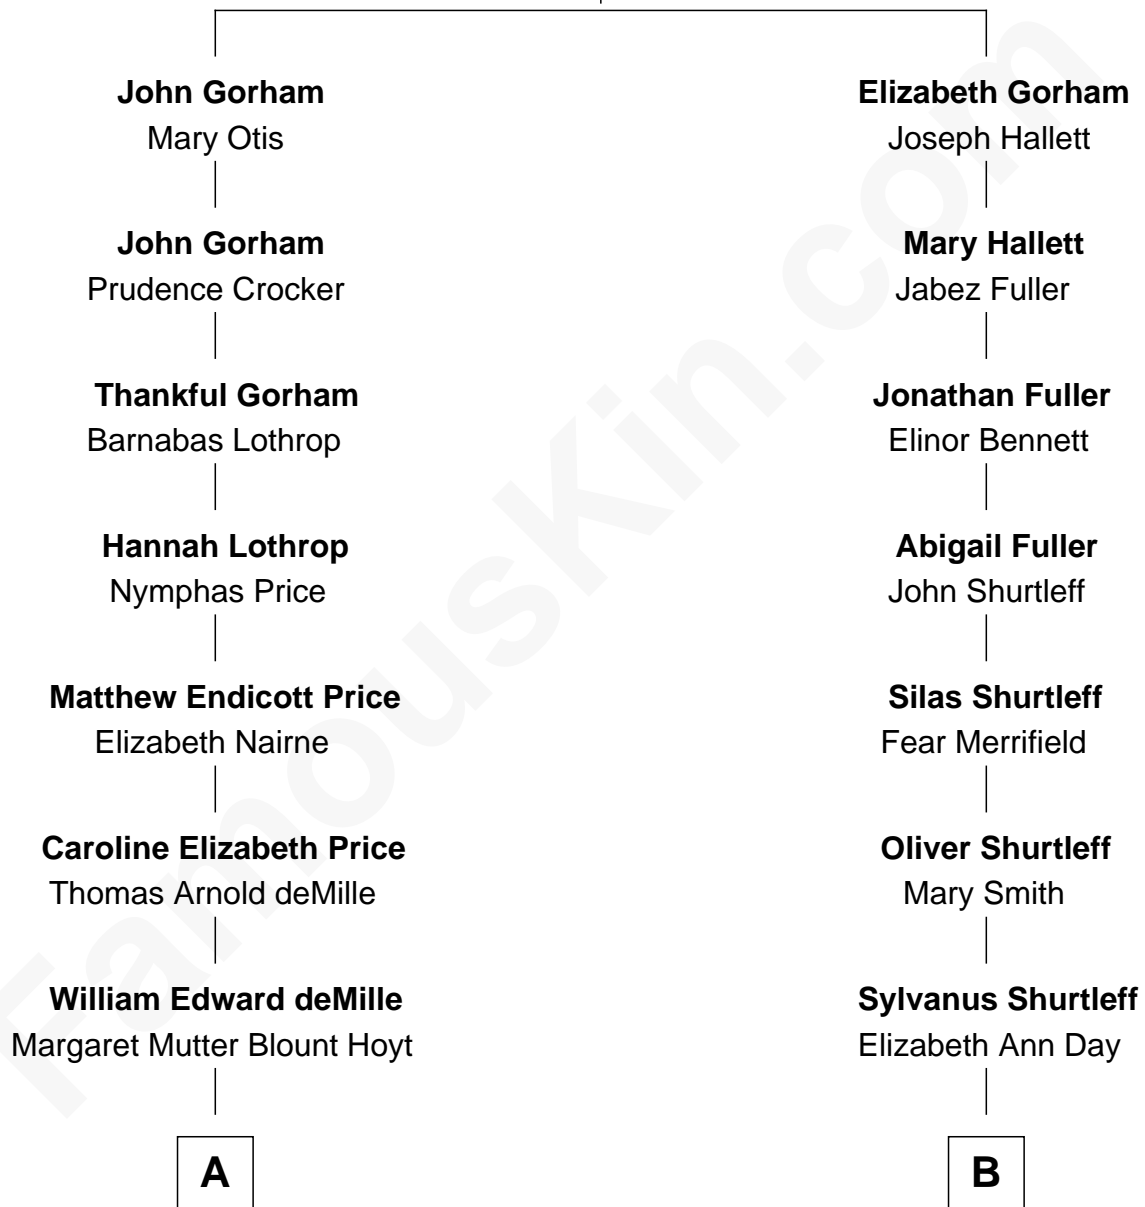 John Gorham
Mary Otis
John Gorham
Prudence Crocker
Thankful Gorham
Barnabas Lothrop
Hannah Lothrop
Nymphas Price
Matthew Endicott Price
Elizabeth Nairne
Caroline Elizabeth Price
Thomas Arnold deMille
William Edward deMille
Margaret Mutter Blount Hoyt
A
Elizabeth Gorham
Joseph Hallett
Mary Hallett
Jabez Fuller
Jonathan Fuller
Elinor Bennett
Abigail Fuller
John Shurtleff
Silas Shurtleff
Fear Merrifield
Oliver Shurtleff
Mary Smith
Sylvanus Shurtleff
Elizabeth Ann Day
B
FamousKin.com